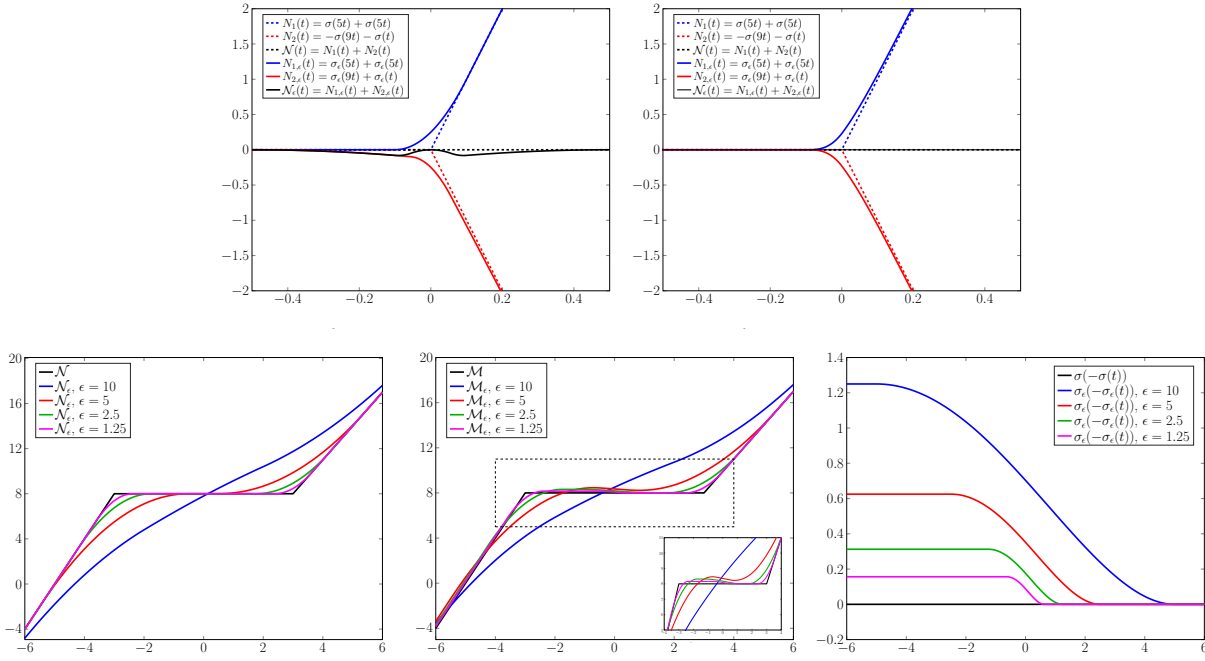 2
1
0
−0.5
−1
−1.5
−2
−0.4
−0.2
0
0.2
0.4
N₁(t) = σ(5t) + σ(5t)
N₂(t) = −σ(9t) − σ(t)
𝒩(t) = N₁(t) + N₂(t)
N₁,ϵ(t) = σϵ(5t) + σϵ(5t)
N₂,ϵ(t) = σϵ(9t) + σϵ(t)
𝒩ϵ(t) = N₁,ϵ(t) + N₂,ϵ(t)
2
1
0
−0.5
−1
−1.5
−2
−0.4
−0.2
0
0.2
0.4
N₁(t) = σ(5t) + σ(5t)
N₂(t) = −σ(9t) − σ(t)
𝒩(t) = N₁(t) + N₂(t)
N₁,ϵ(t) = σϵ(5t) + σϵ(5t)
N₂,ϵ(t) = σϵ(9t) + σϵ(t)
𝒩ϵ(t) = N₁,ϵ(t) + N₂,ϵ(t)
20
16
12
8
4
0
−4
−6
−4
−2
0
2
4
6
𝒩
𝒩ϵ, ϵ = 10
𝒩ϵ, ϵ = 5
𝒩ϵ, ϵ = 2.5
𝒩ϵ, ϵ = 1.25
20
16
12
8
4
0
−4
−6
−4
−2
0
2
4
6
ℳ
ℳϵ, ϵ = 10
ℳϵ, ϵ = 5
ℳϵ, ϵ = 2.5
ℳϵ, ϵ = 1.25
1.4
1.2
1
0.8
0.6
0.4
0.2
0
−0.2
−6
−4
−2
0
2
4
6
σ(−σ(t))
σϵ(−σϵ(t)), ϵ = 10
σϵ(−σϵ(t)), ϵ = 5
σϵ(−σϵ(t)), ϵ = 2.5
σϵ(−σϵ(t)), ϵ = 1.25